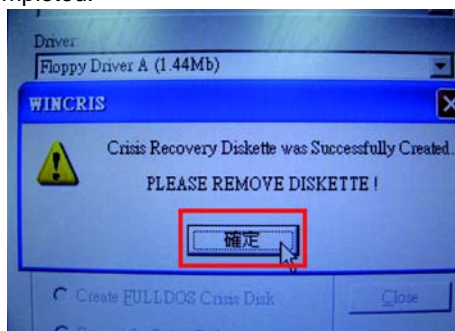 mpleted.
Driver
Floppy Driver A (1.44Mb)
WINCRIS
Crisis Recovery Diskette was Successfully Created.
PLEASE REMOVE DISKETTE !
確定
Create FULLDOS Crisis Disk
Close